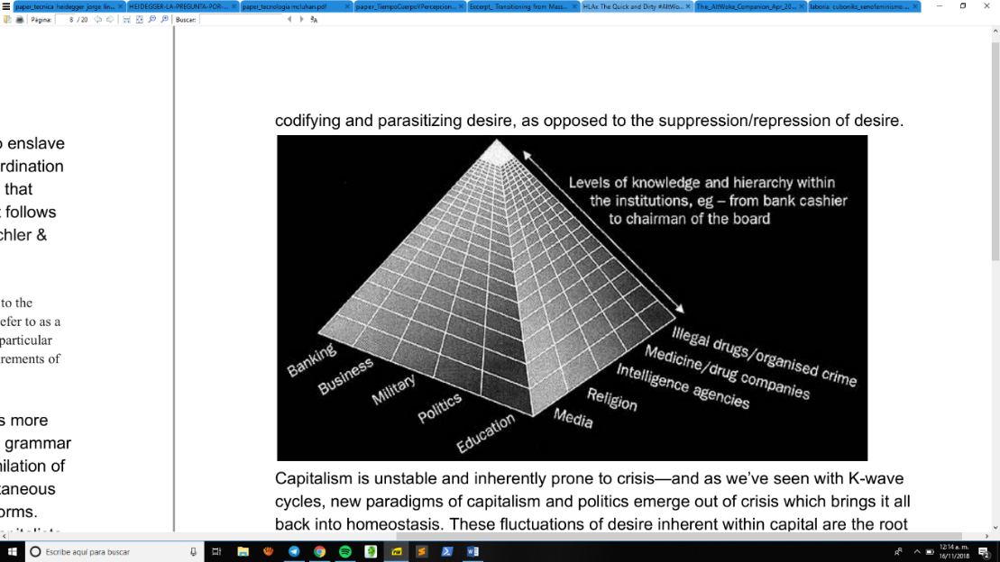 paper_tecnica heidegger jorge lin...
HEIDEGGER-LA-PREGUNTA-POR-...
paper_tecnologia mcluhan.pdf
paper_TiempoCuerpoYPercepcion...
Excerpt_ Transitioning from Mass...
HLAx The Quick and Dirty #AltWo...
The_AltWoke_Companion_Apr_20...
laboria cuboniks_xenofeminismo...
Página: 8 / 20 Buscar:
o enslave
rdination
that
follows
chler &
to the
efer to as a
particular
rements of
s more
grammar
nilation of
taneous
orms.
codifying and parasitizing desire, as opposed to the suppression/repression of desire.
Levels of knowledge and hierarchy within
the institutions, eg – from bank cashier
to chairman of the board
Banking
Business
Military
Politics
Education
Media
Religion
Intelligence agencies
Medicine/drug companies
Illegal drugs/organised crime
Capitalism is unstable and inherently prone to crisis—and as we’ve seen with K-wave
cycles, new paradigms of capitalism and politics emerge out of crisis which brings it all
back into homeostasis. These fluctuations of desire inherent within capital are the root
Escribe aquí para buscar
12:14 a. m.
16/11/2018